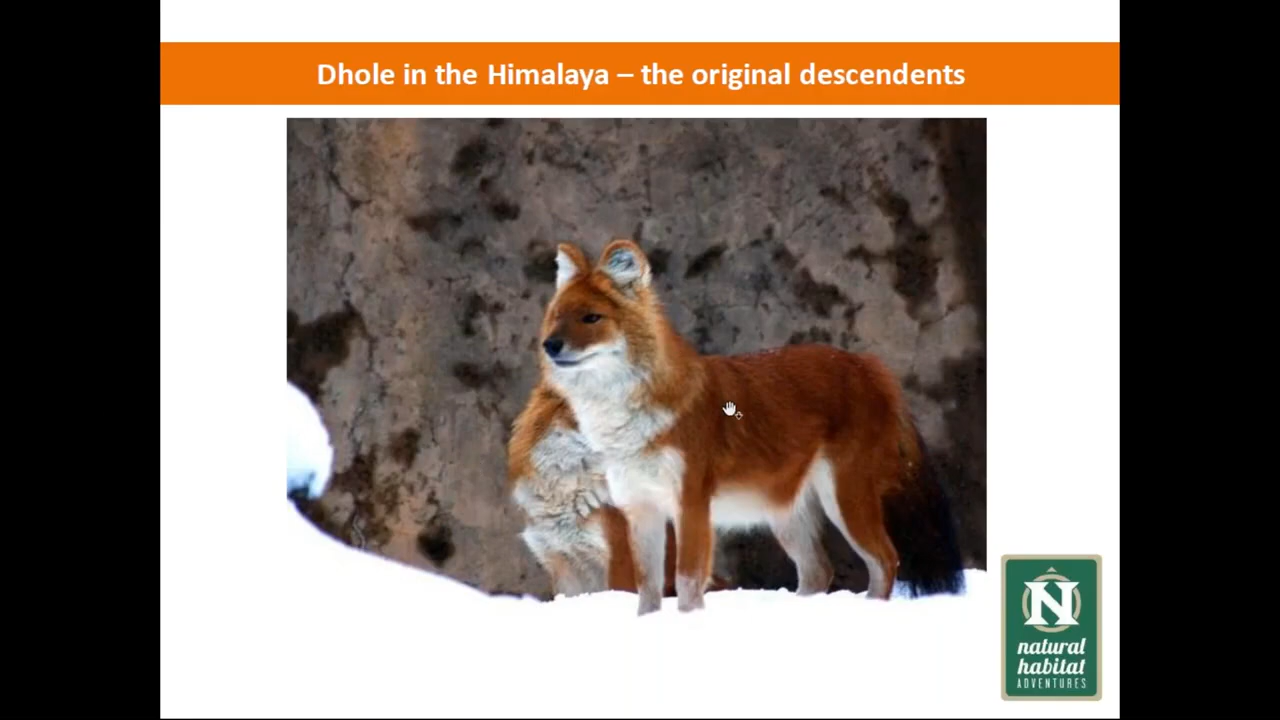 Dhole in the Himalaya – the original descendents
N
natural
habitat
ADVENTURES